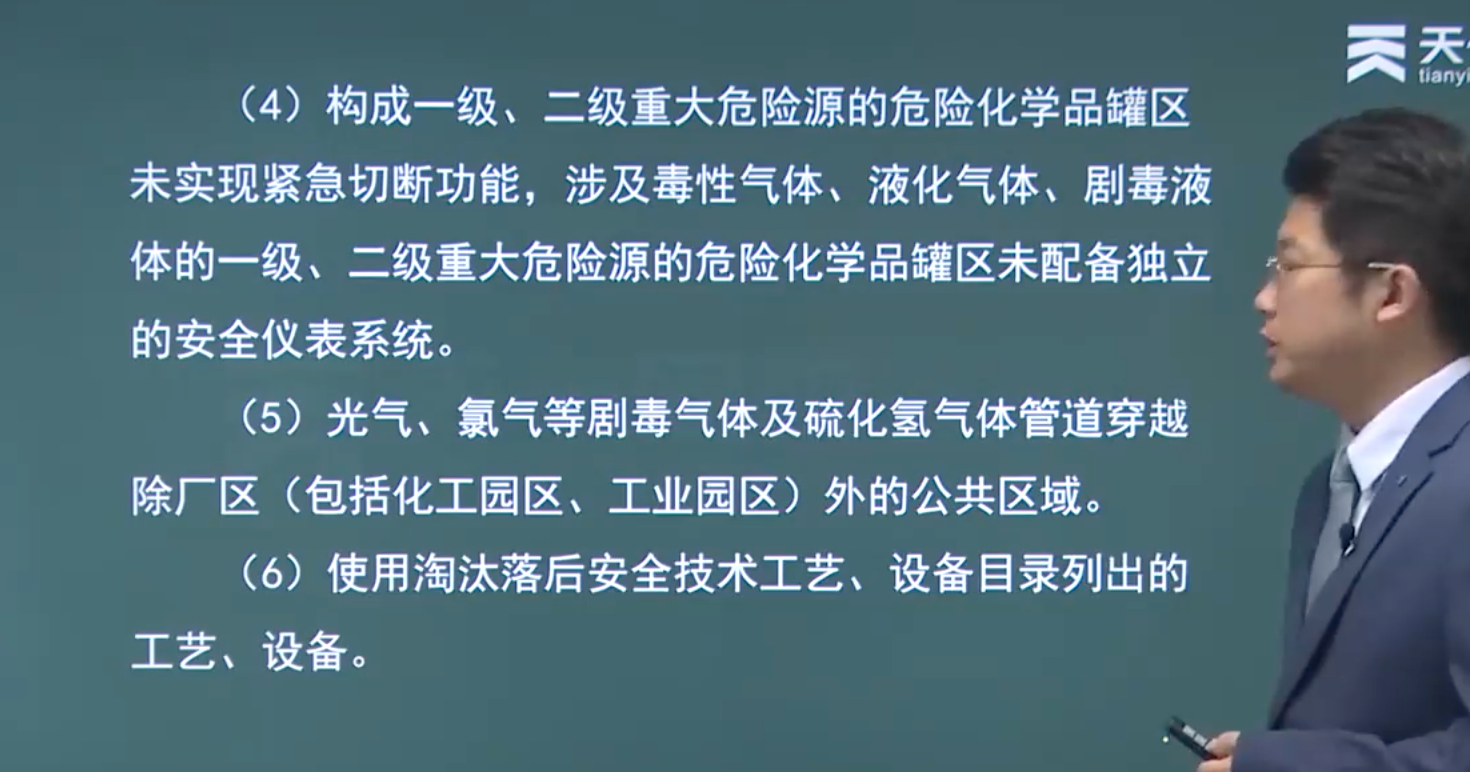 天
tianyi
（4）构成一级、二级重大危险源的危险化学品罐区
未实现紧急切断功能，涉及毒性气体、液化气体、剧毒液
体的一级、二级重大危险源的危险化学品罐区未配备独立
的安全仪表系统。
（5）光气、氯气等剧毒气体及硫化氢气体管道穿越
除厂区（包括化工园区、工业园区）外的公共区域。
（6）使用淘汰落后安全技术工艺、设备目录列出的
工艺、设备。